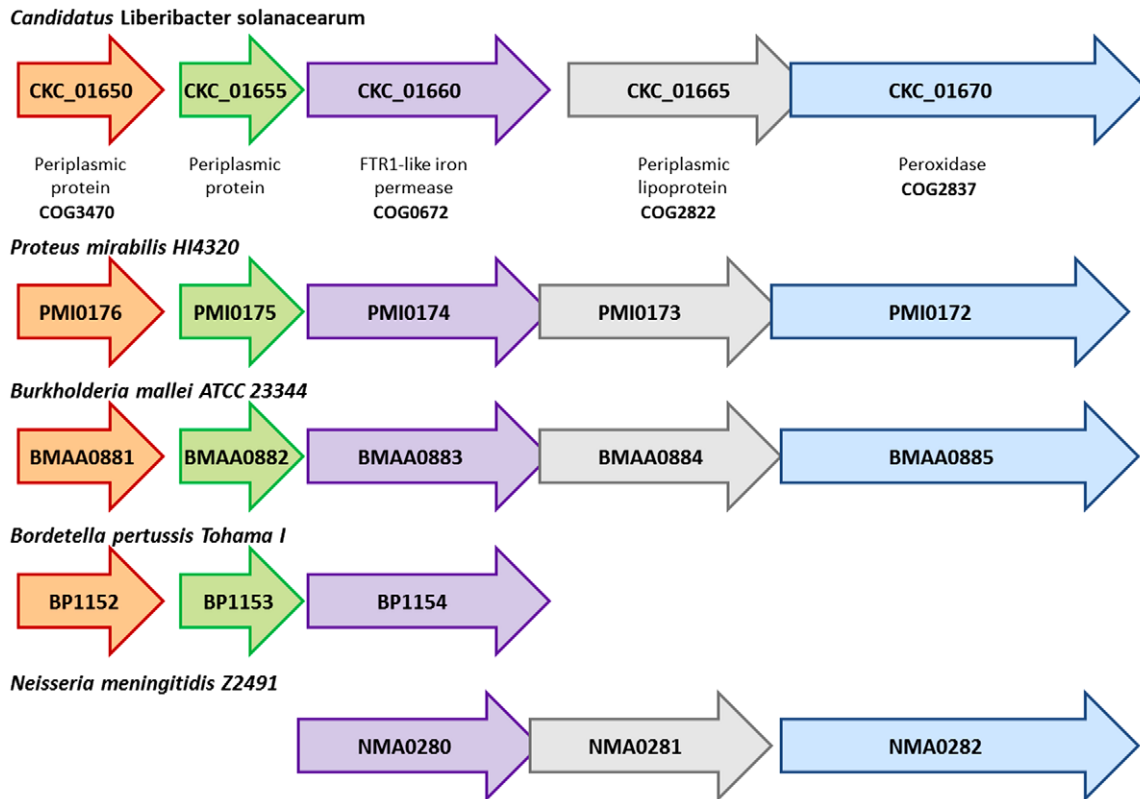 Candidatus Liberibacter solanacearum
CKC_01650 CKC_01655 CKC_01660 CKC_01665 CKC_01670
Periplasmic protein COG3470
Periplasmic protein
FTR1-like iron permease COG0672
Periplasmic lipoprotein COG2822
Peroxidase COG2837
Proteus mirabilis HI4320
PMI0176 PMI0175 PMI0174 PMI0173 PMI0172
Burkholderia mallei ATCC 23344
BMAA0881 BMAA0882 BMAA0883 BMAA0884 BMAA0885
Bordetella pertussis Tohama I
BP1152 BP1153 BP1154
Neisseria meningitidis Z2491
NMA0280 NMA0281 NMA0282